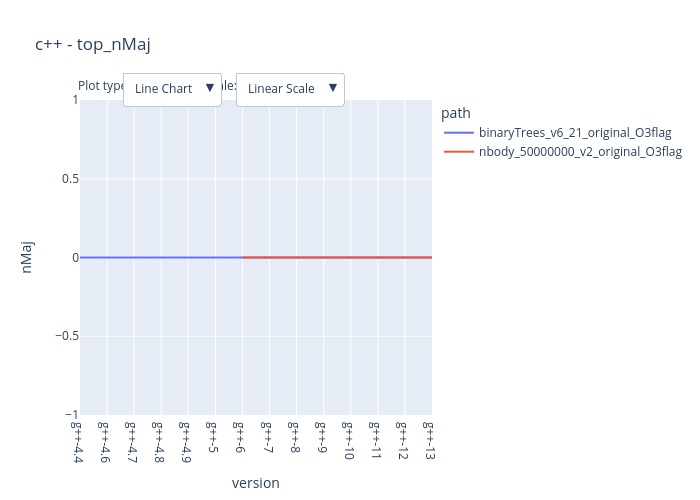 c++ - top_nMaj
Plot type
Line Chart ▼
ale:
Linear Scale ▼
path
binaryTrees_v6_21_original_O3flag
nbody_50000000_v2_original_O3flag
1
0.5
0
−0.5
−1
nMaj
g++-4.4
g++-4.6
g++-4.7
g++-4.8
g++-4.9
g++-5
g++-6
g++-7
g++-8
g++-9
g++-10
g++-11
g++-12
g++-13
version